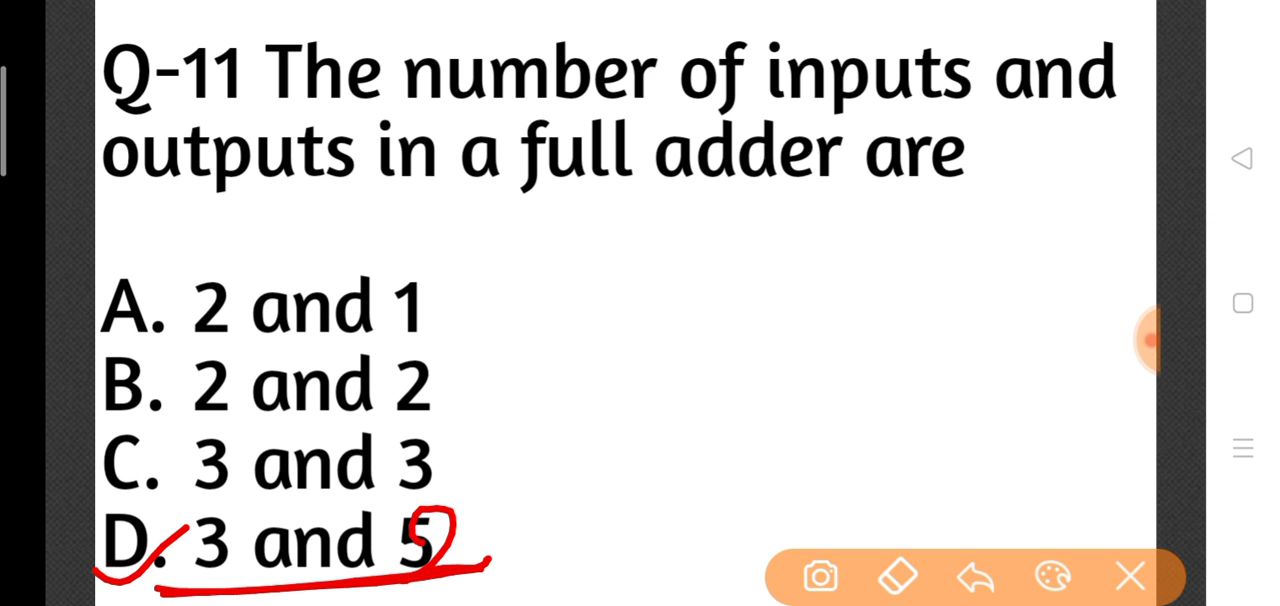 Q-11 The number of inputs and
outputs in a full adder are
A. 2 and 1
B. 2 and 2
C. 3 and 3
D. 3 and 5
2